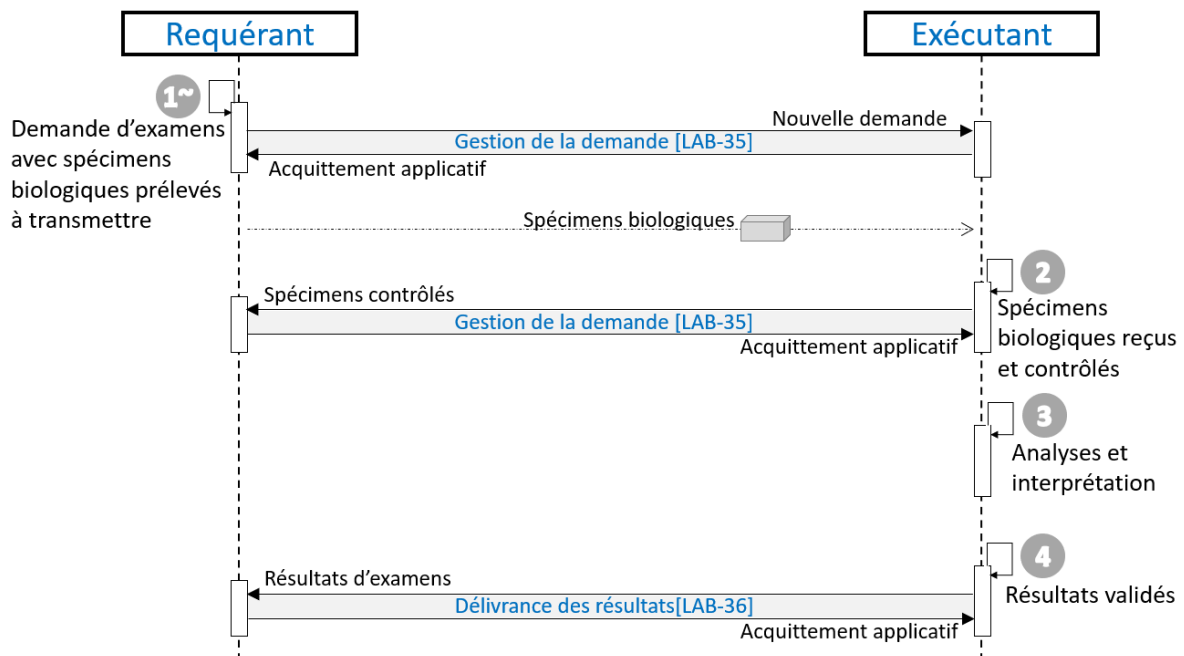 Requérant
Exécutant
1~
Demande d'examens
avec spécimens
biologiques prélevés
à transmettre
Nouvelle demande
Gestion de la demande [LAB-35]
Acquittement applicatif
Spécimens biologiques
2
Spécimens
biologiques reçus
et contrôlés
Spécimens contrôlés
Gestion de la demande [LAB-35]
Acquittement applicatif
3
Analyses et
interprétation
4
Résultats validés
Résultats d'examens
Délivrance des résultats[LAB-36]
Acquittement applicatif